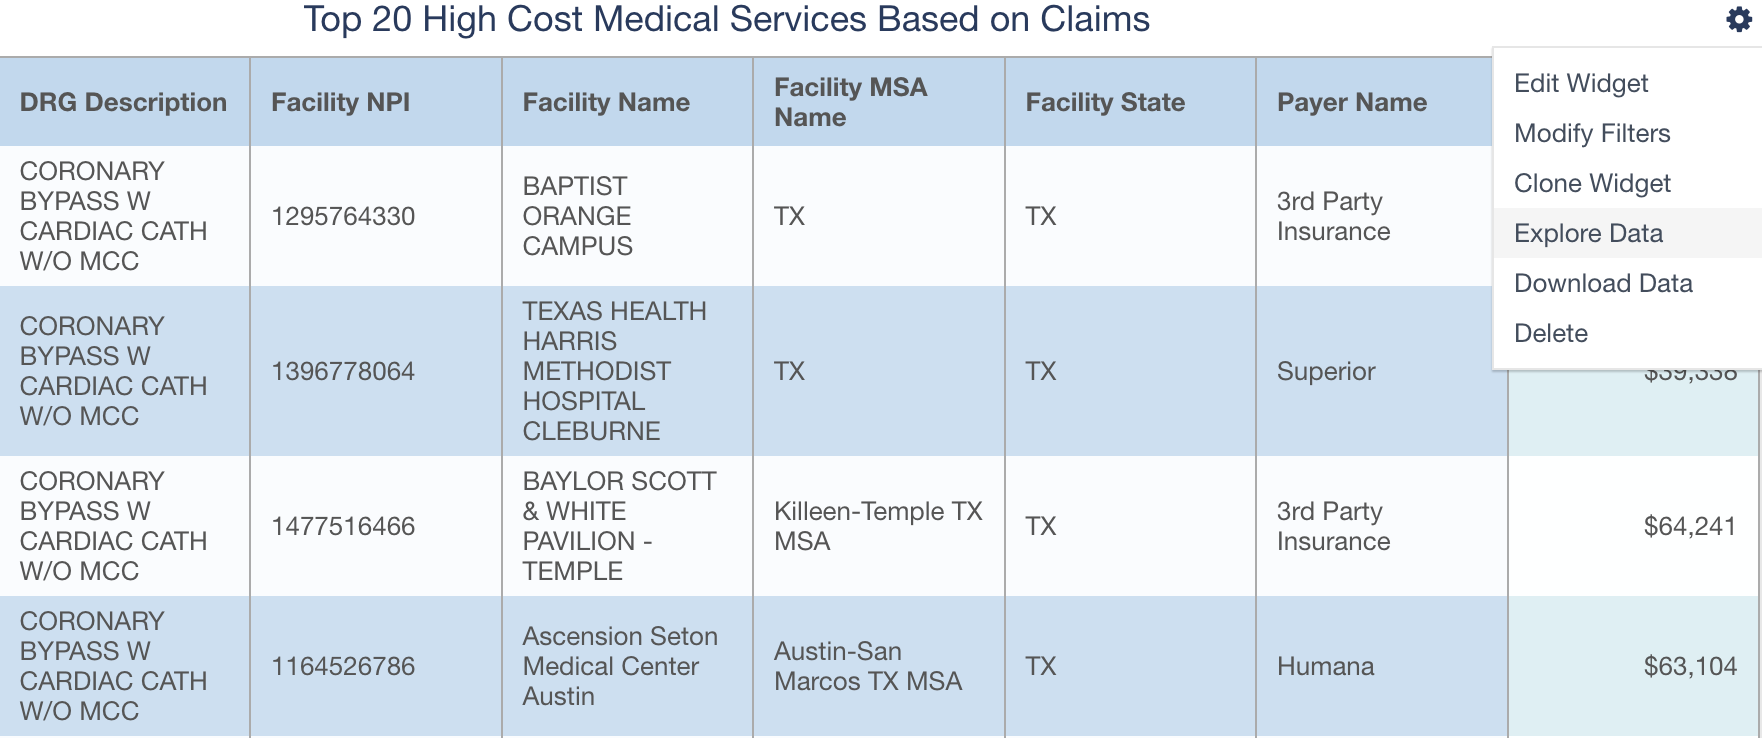 Top 20 High Cost Medical Services Based on Claims
DRG Description
Facility NPI
Facility Name
Facility MSA
Name
Facility State
Payer Name
Edit Widget
Modify Filters
Clone Widget
Explore Data
Download Data
Delete
CORONARY
BYPASS W
CARDIAC CATH
W/O MCC
1295764330
BAPTIST
ORANGE
CAMPUS
TX
TX
3rd Party
Insurance
CORONARY
BYPASS W
CARDIAC CATH
W/O MCC
1396778064
TEXAS HEALTH
HARRIS
METHODIST
HOSPITAL
CLEBURNE
TX
TX
Superior
CORONARY
BYPASS W
CARDIAC CATH
W/O MCC
1477516466
BAYLOR SCOTT
& WHITE
PAVILION -
TEMPLE
Killeen-Temple TX
MSA
TX
3rd Party
Insurance
$64,241
CORONARY
BYPASS W
CARDIAC CATH
W/O MCC
1164526786
Ascension Seton
Medical Center
Austin
Austin-San
Marcos TX MSA
TX
Humana
$63,104